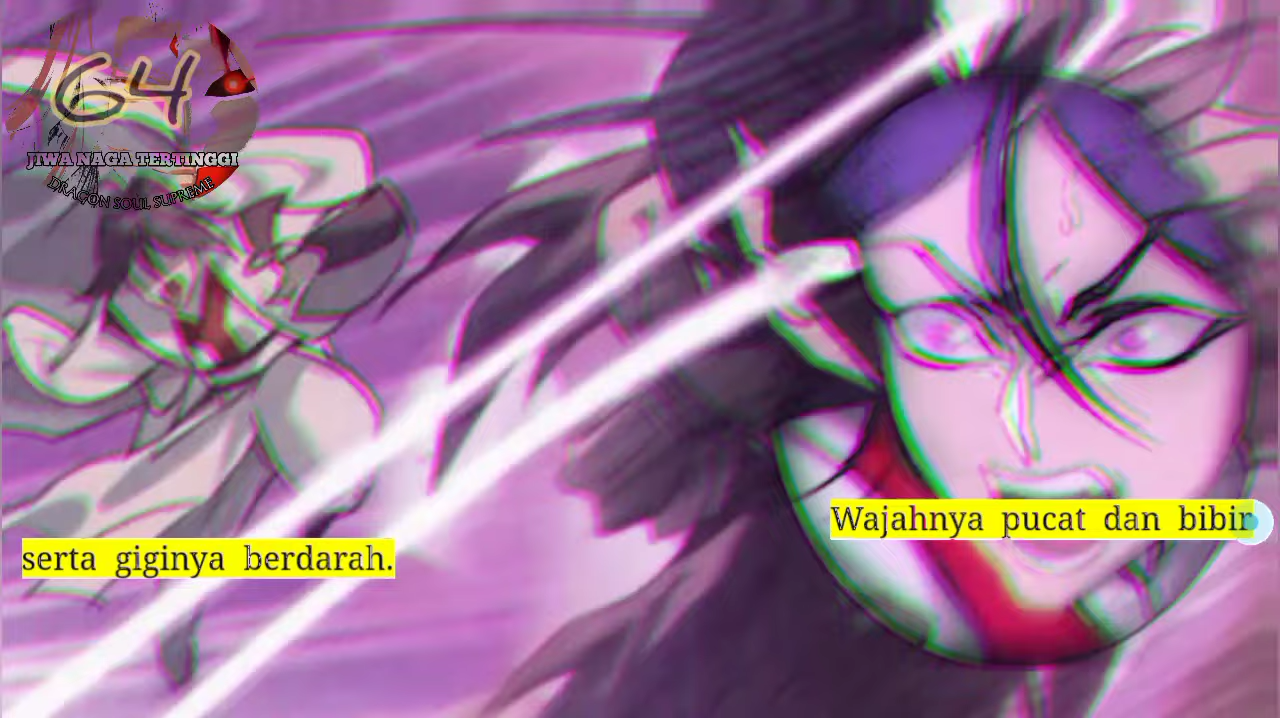 64
JIWA NAGA TERTINGGI
DRAGON SOUL SUPREME
Wajahnya pucat dan bibir
serta giginya berdarah.